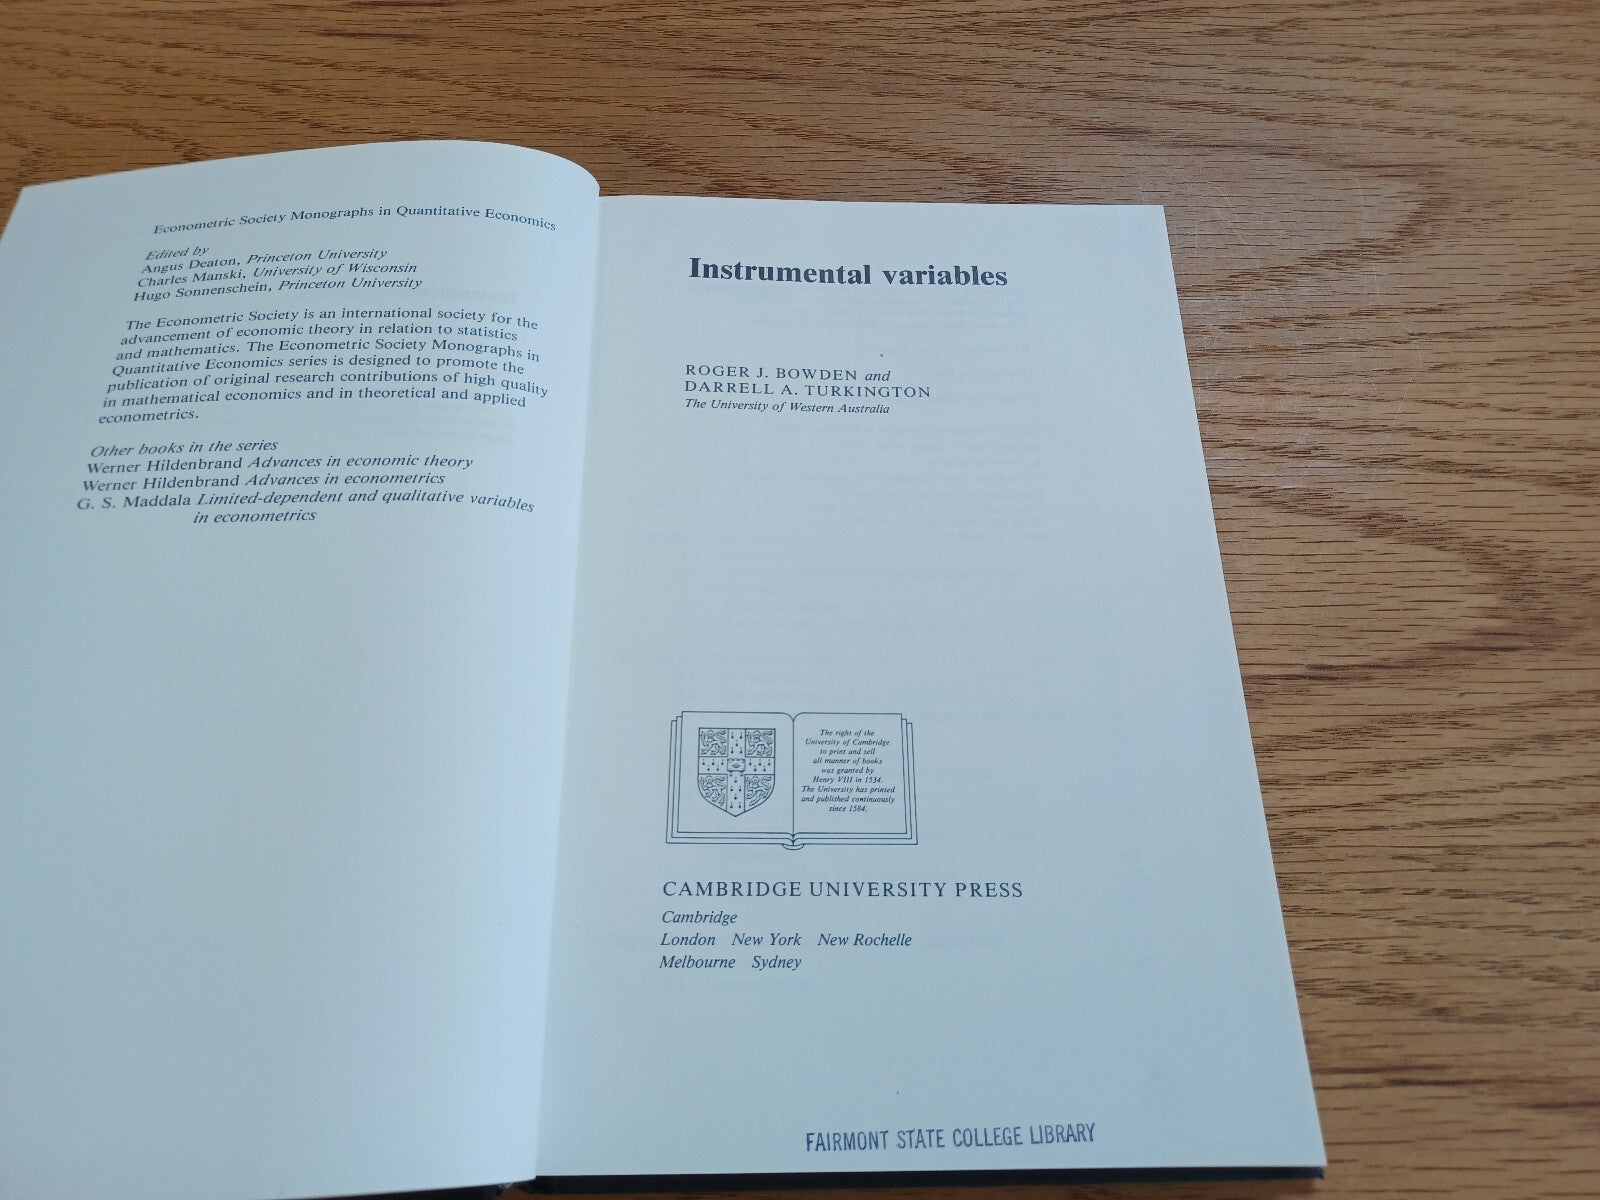 Econometric Society Monographs in Quantitative Economics
Edited by
Angus Deaton, Princeton University
Charles Manski, University of Wisconsin
Hugo Sonnenschein, Princeton University
The Econometric Society is an international society for the
advancement of economic theory in relation to statistics
and mathematics. The Econometric Society Monographs in
Quantitative Economics series is designed to promote the
publication of original research contributions of high quality
in mathematical economics and in theoretical and applied
econometrics.
Other books in the series
Werner Hildenbrand Advances in economic theory
Werner Hildenbrand Advances in econometrics
G. S. Maddala Limited-dependent and qualitative variables
in econometrics
Instrumental variables
ROGER J. BOWDEN and
DARRELL A. TURKINGTON
The University of Western Australia
The right of the
University of Cambridge
to print and sell
all manner of books
was granted by
Henry VIII in 1534.
The University has printed
and published continuously
since 1584.
CAMBRIDGE UNIVERSITY PRESS
Cambridge
London New York New Rochelle
Melbourne Sydney
FAIRMONT STATE COLLEGE LIBRARY